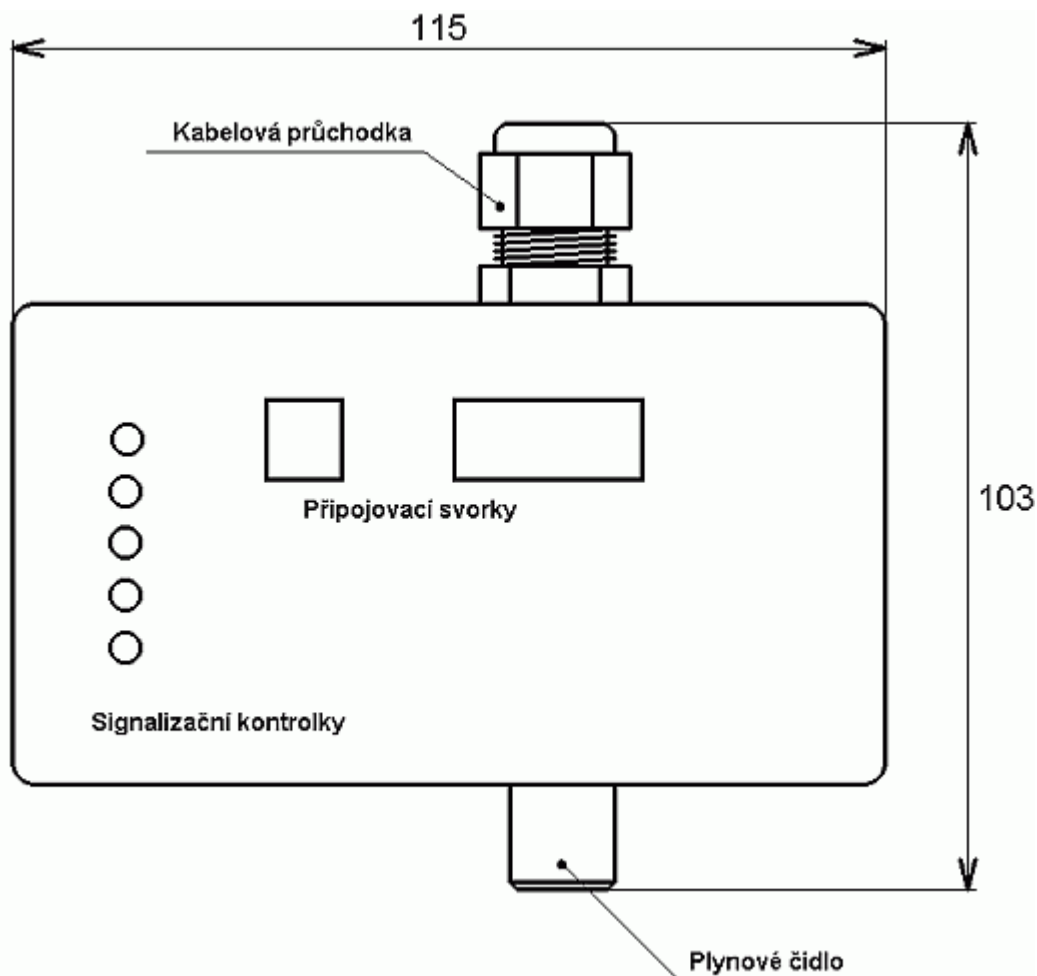 115
Kabelová průchodka
103
Připojovací svorky
Signalizační kontrolky
Plynové čidlo